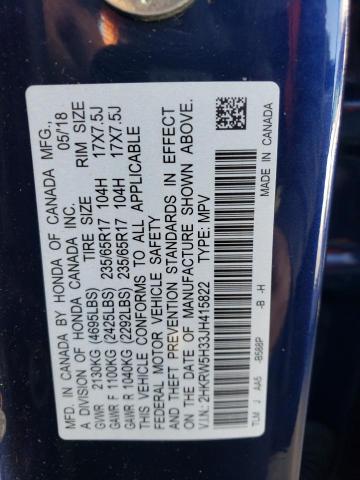 MFD. IN CANADA BY HONDA OF CANADA MFG.,
A DIVISION OF HONDA CANADA INC. 05/18
TIRE SIZE RIM SIZE
GVWR 2130KG (4695LBS)
GAWR F 1100KG (2425LBS) 235/65R17 104H 17X7.5J
GAWR R 1040KG (2292LBS) 235/65R17 104H 17X7.5J
THIS VEHICLE CONFORMS TO ALL APPLICABLE
FEDERAL MOTOR VEHICLE SAFETY
AND THEFT PREVENTION STANDARDS IN EFFECT
ON THE DATE OF MANUFACTURE SHOWN ABOVE.
V.I.N.: 2HKRW5H33JH415822 TYPE: MPV
MADE IN CANADA
TLM J AA5 -B588P -B -H